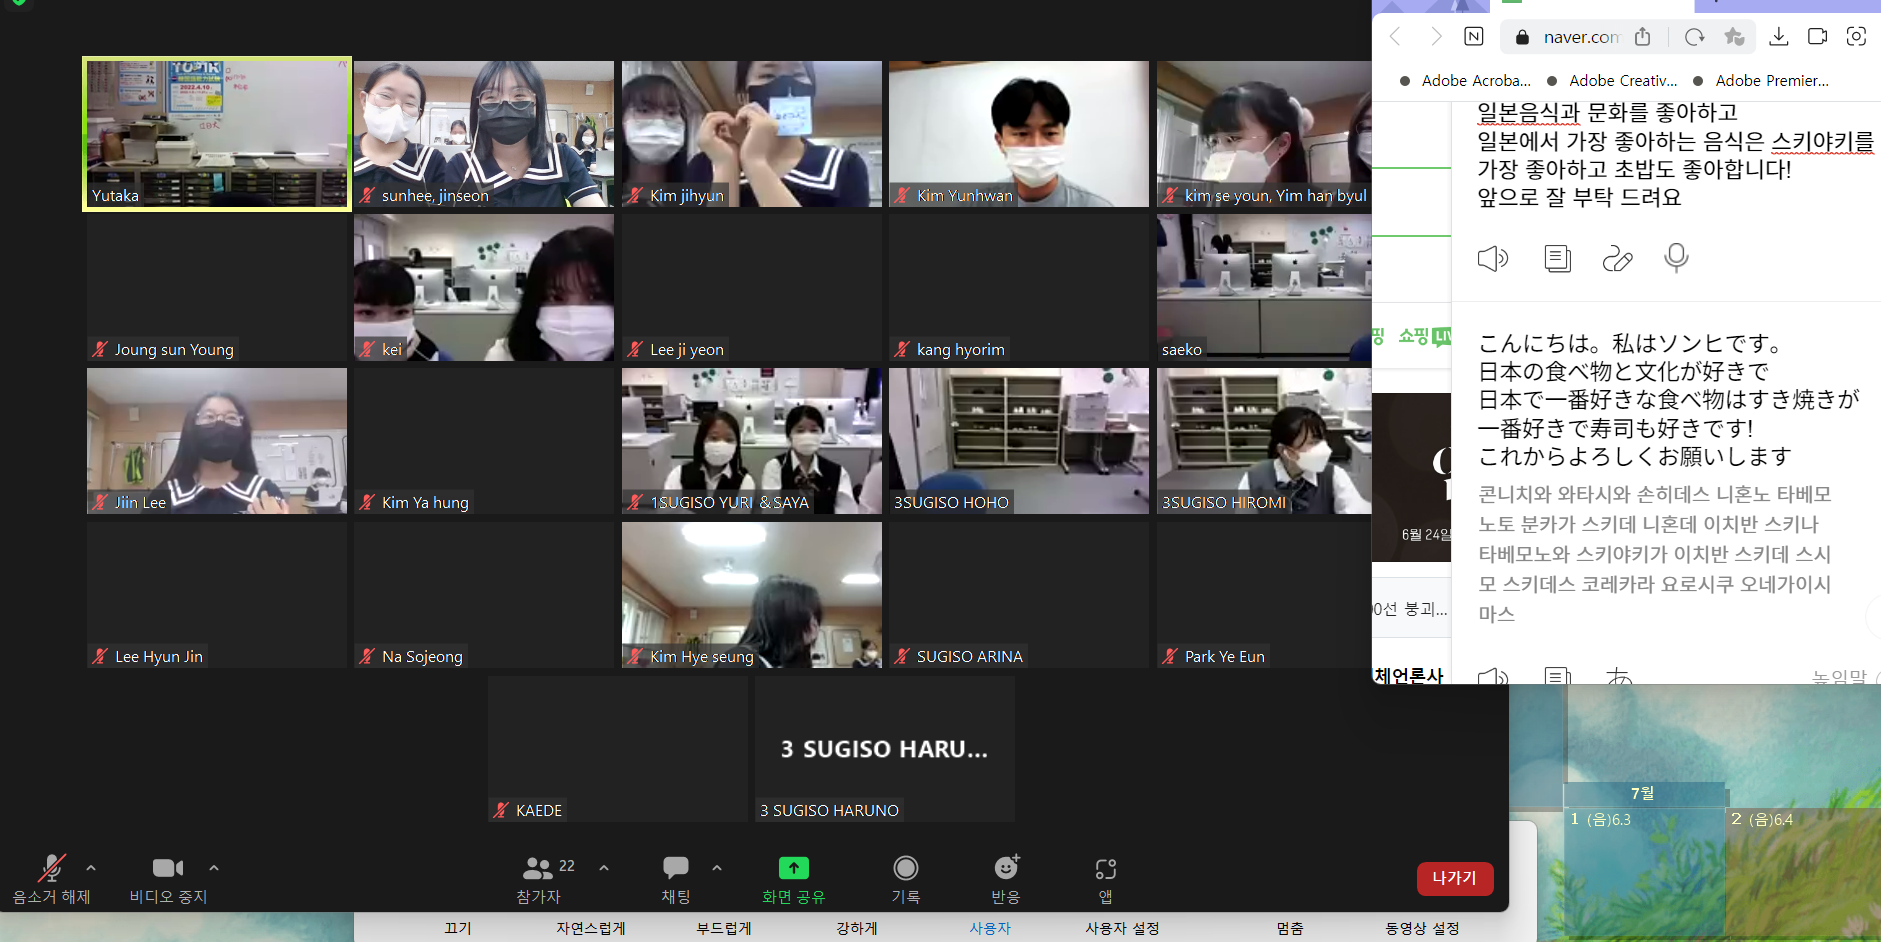 TOPIK
2022.4.10
Yutaka
sunhee, jinseon
Kim jihyun
Kim Yunhwan
kim se youn, Yim han byul
Joung sun Young
kei
Lee ji yeon
kang hyorim
saeko
Jiin Lee
Kim Ya hung
1SUGISO YURI &SAYA
3SUGISO HOHO
3SUGISO HIROMI
Lee Hyun Jin
Na Sojeong
Kim Hye seung
SUGISO ARINA
Park Ye Eun
3 SUGISO HARU...
KAEDE
3 SUGISO HARUNO
22
음소거 해제
비디오 중지
참가자
채팅
화면 공유
기록
반응
앱
나가기
끄기
자연스럽게
부드럽게
강하게
사용자
사용자 설정
멈춤
동영상 설정
N
naver.com
Adobe Acroba...
Adobe Creativ...
Adobe Premier...
일본음식과 문화를 좋아하고
일본에서 가장 좋아하는 음식은 스키야키를
가장 좋아하고 초밥도 좋아합니다!
앞으로 잘 부탁 드려요
핑 쇼핑 LIV
こんにちは。私はソンヒです。
日本の食べ物と文化が好きで
日本で一番好きな食べ物はすき焼きが
一番好きで寿司も好きです!
これからよろしくお願いします
콘니치와 와타시와 손히데스 니혼노 타베모
노토 분카가 스키데 니혼데 이치반 스키나
타베모노와 스키야키가 이치반 스키데 스시
모 스키데스 코레카라 요로시쿠 오네가이시
마스
6월 24일
00선 붕괴...
체언론사
あ
높임말
7월
1 (음)6.3
2 (음)6.4